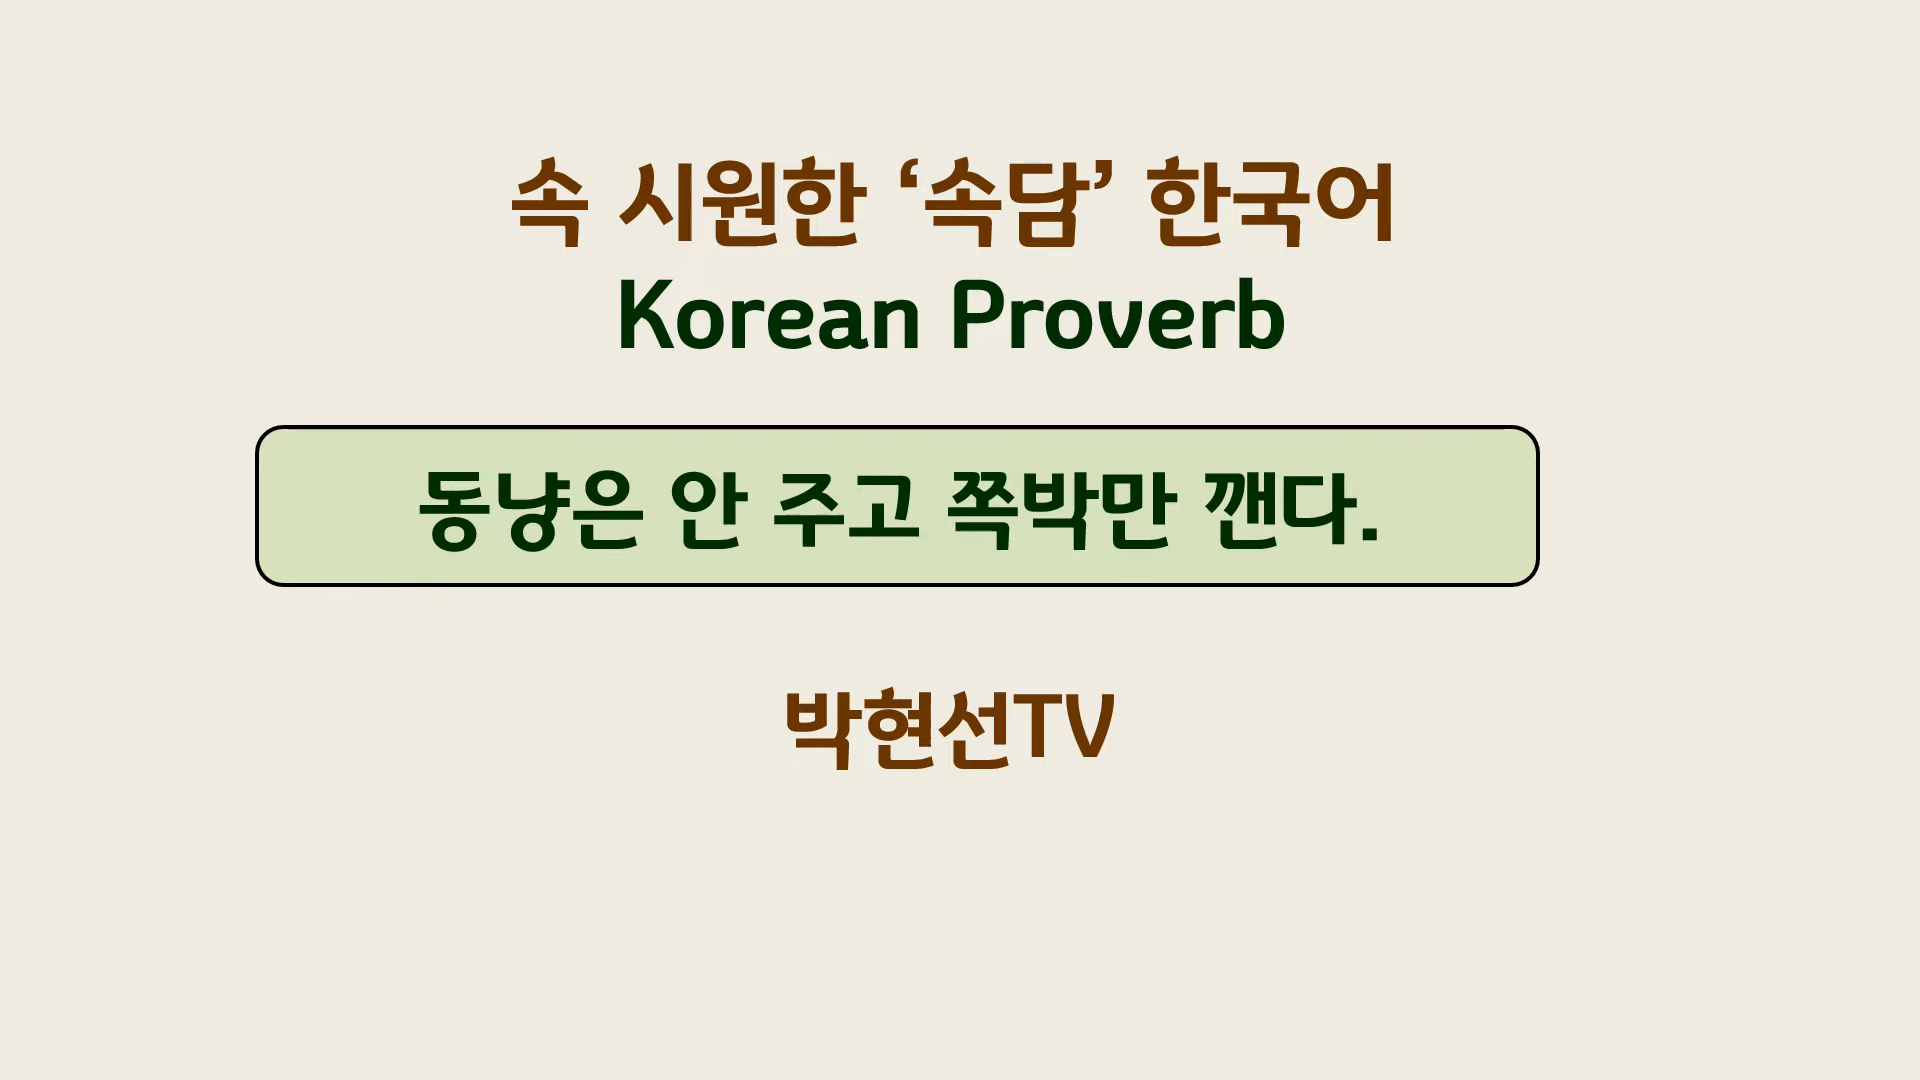 속 시원한 ‘속담’ 한국어
Korean Proverb
동냥은 안 주고 쪽박만 깬다.
박현선TV